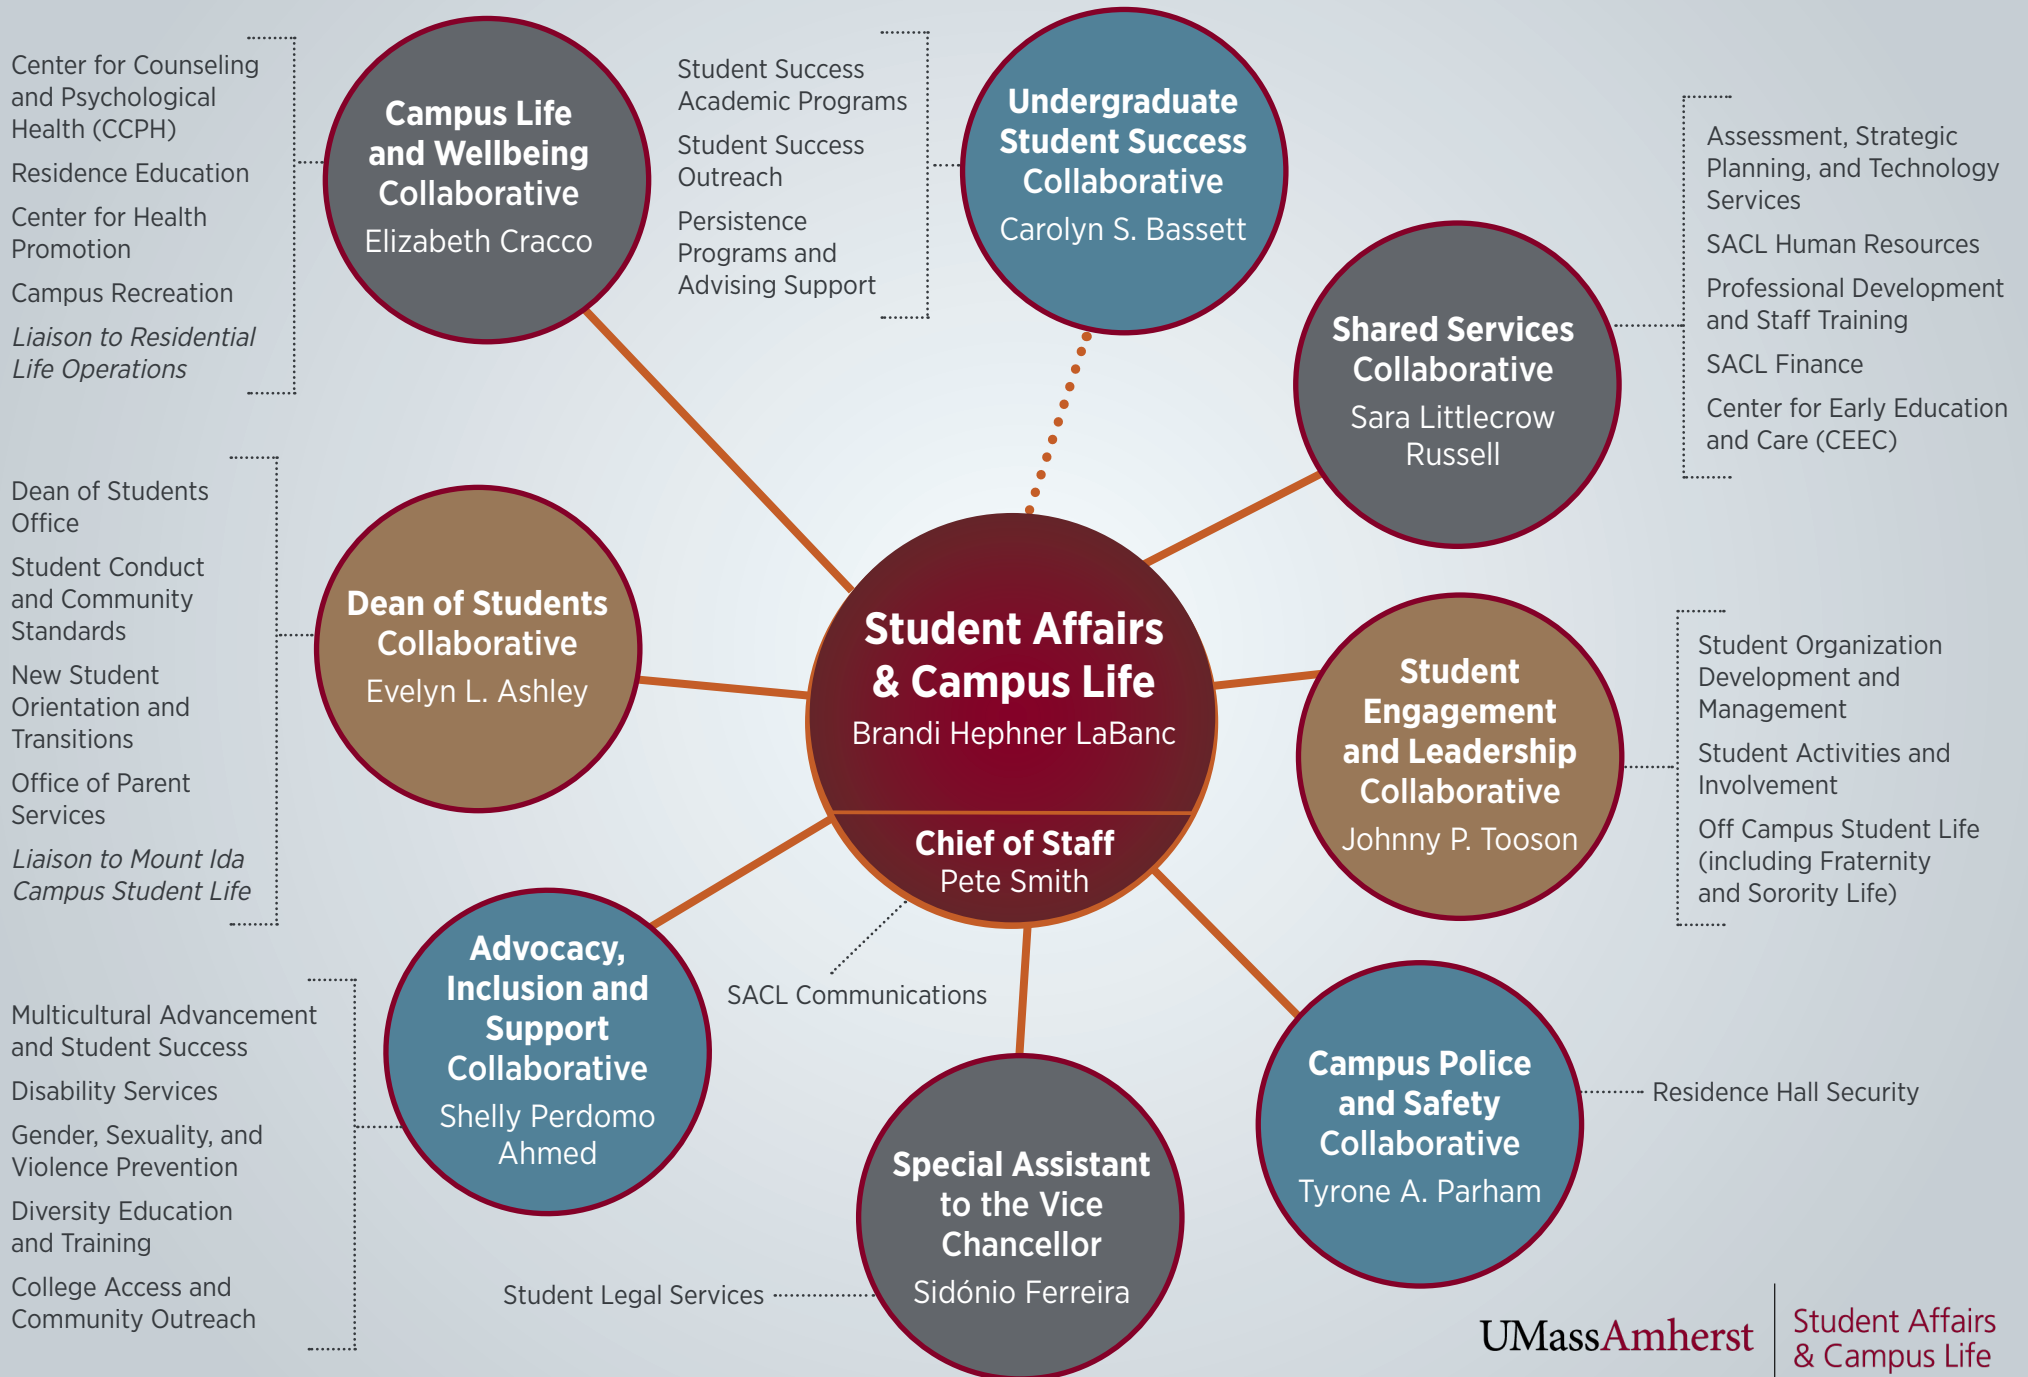 Center for Counseling
and Psychological
Health (CCPH)
Residence Education
Center for Health
Promotion
Campus Recreation
Liaison to Residential
Life Operations
Campus Life
and Wellbeing
Collaborative
Elizabeth Cracco
Student Success
Academic Programs
Student Success
Outreach
Persistence
Programs and
Advising Support
Undergraduate
Student Success
Collaborative
Carolyn S. Bassett
Shared Services
Collaborative
Sara Littlecrow
Russell
Assessment, Strategic
Planning, and Technology
Services
SACL Human Resources
Professional Development
and Staff Training
SACL Finance
Center for Early Education
and Care (CEEC)
Dean of Students
Office
Student Conduct
and Community
Standards
New Student
Orientation and
Transitions
Office of Parent
Services
Liaison to Mount Ida
Campus Student Life
Dean of Students
Collaborative
Evelyn L. Ashley
Student Affairs
& Campus Life
Brandi Hephner LaBanc
Chief of Staff
Pete Smith
SACL Communications
Student
Engagement
and Leadership
Collaborative
Johnny P. Tooson
Student Organization
Development and
Management
Student Activities and
Involvement
Off Campus Student Life
(including Fraternity
and Sorority Life)
Multicultural Advancement
and Student Success
Disability Services
Gender, Sexuality, and
Violence Prevention
Diversity Education
and Training
College Access and
Community Outreach
Advocacy,
Inclusion and
Support
Collaborative
Shelly Perdomo
Ahmed
Student Legal Services
Special Assistant
to the Vice
Chancellor
Sidónio Ferreira
Campus Police
and Safety
Collaborative
Tyrone A. Parham
Residence Hall Security
UMassAmherst
Student Affairs
& Campus Life